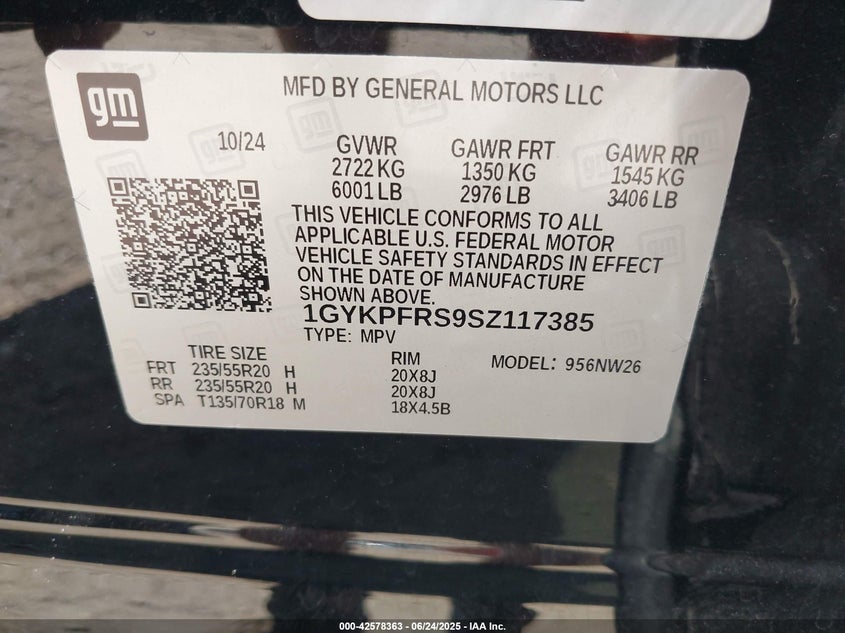 gm
MFD BY GENERAL MOTORS LLC
10/24
GVWR
2722 KG
6001 LB
GAWR FRT
1350 KG
2976 LB
GAWR RR
1545 KG
3406 LB
THIS VEHICLE CONFORMS TO ALL
APPLICABLE U.S. FEDERAL MOTOR
VEHICLE SAFETY STANDARDS IN EFFECT
ON THE DATE OF MANUFACTURE
SHOWN ABOVE.
1GYKPFRS9SZ117385
TYPE: MPV
TIRE SIZE RIM MODEL: 956NW26
FRT 235/55R20 H 20X8J
RR 235/55R20 H 20X8J
SPA T135/70R18 M 18X4.5B
000-42578363 - 06/24/2025 - IAA Inc.